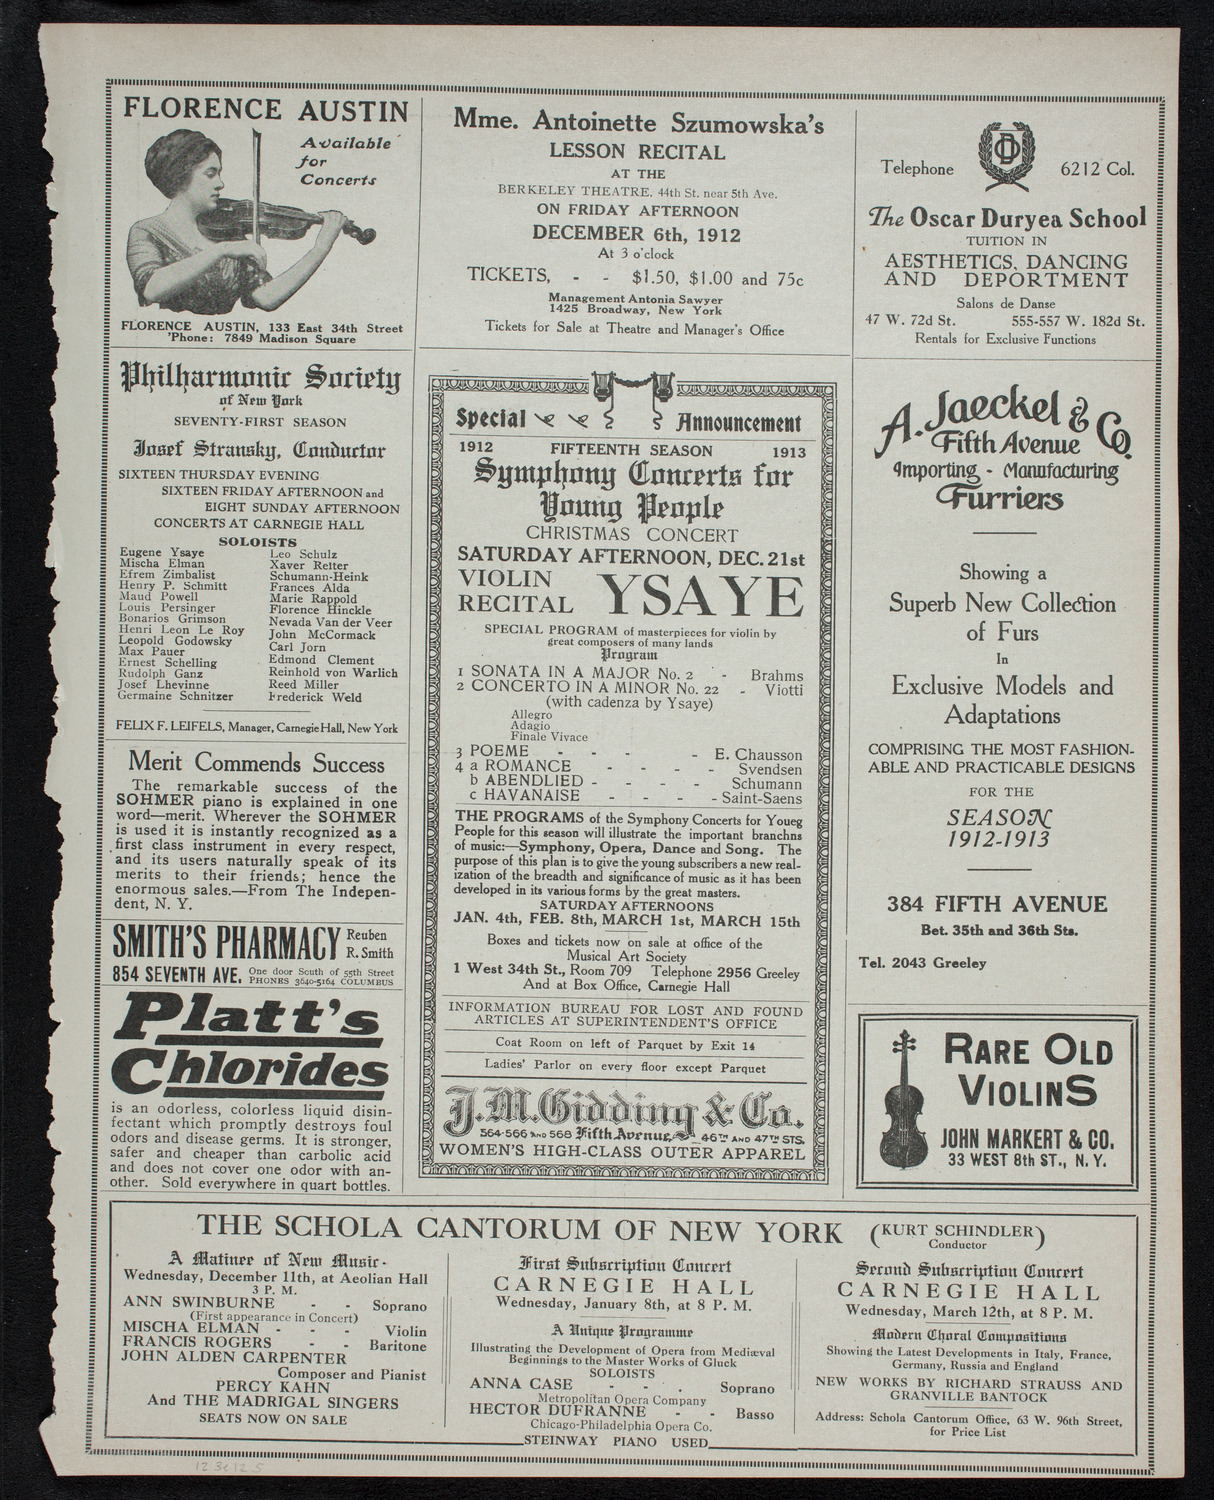 FLORENCE AUSTIN
Available
for
Concerts
FLORENCE AUSTIN, 133 East 34th Street
'Phone: 7849 Madison Square
Mme. Antoinette Szumowska's
LESSON RECITAL
AT THE
BERKELEY THEATRE, 44th St. near 5th Ave.
ON FRIDAY AFTERNOON
DECEMBER 6th, 1912
At 3 o'clock
TICKETS, - - $1.50, $1.00 and 75c
Management Antonia Sawyer
1425 Broadway, New York
Tickets for Sale at Theatre and Manager's Office
OD
Telephone 6212 Col.
The Oscar Duryea School
TUITION IN
AESTHETICS, DANCING
AND DEPORTMENT
Salons de Danse
47 W. 72d St. 555-557 W. 182d St.
Rentals for Exclusive Functions
Philharmonic Society
of New York
SEVENTY-FIRST SEASON
Josef Stransky, Conductor
SIXTEEN THURSDAY EVENING
SIXTEEN FRIDAY AFTERNOON and
EIGHT SUNDAY AFTERNOON
CONCERTS AT CARNEGIE HALL
SOLOISTS
Eugene Ysaye
Mischa Elman
Efrem Zimbalist
Henry P. Schmitt
Maud Powell
Louis Persinger
Bonarios Grimson
Henri Leon Le Roy
Leopold Godowsky
Max Pauer
Ernest Schelling
Rudolph Ganz
Josef Lhevinne
Germaine Schnitzer
Leo Schulz
Xaver Reiter
Schumann-Heink
Frances Alda
Marie Rappold
Florence Hinckle
Nevada Van der Veer
John McCormack
Carl Jorn
Edmond Clement
Reinhold von Warlich
Reed Miller
Frederick Weld
FELIX F. LEIFELS, Manager, Carnegie Hall, New York
Merit Commends Success
The remarkable success of the
SOHMER piano is explained in one
word—merit. Wherever the SOHMER
is used it is instantly recognized as a
first class instrument in every respect,
and its users naturally speak of its
merits to their friends; hence the
enormous sales.—From The Indepen-
dent, N. Y.
SMITH'S PHARMACY Reuben
R. Smith
854 SEVENTH AVE. One door South of 55th Street
PHONES 3640-5164 COLUMBUS
Platt's
Chlorides
is an odorless, colorless liquid disin-
fectant which promptly destroys foul
odors and disease germs. It is stronger,
safer and cheaper than carbolic acid
and does not cover one odor with an-
other. Sold everywhere in quart bottles.
Special Announcement
1912 FIFTEENTH SEASON 1913
Symphony Concerts for
Young People
CHRISTMAS CONCERT
SATURDAY AFTERNOON, DEC. 21st
VIOLIN
RECITAL YSAYE
SPECIAL PROGRAM of masterpieces for violin by
great composers of many lands
Program
1 SONATA IN A MAJOR No. 2 - Brahms
2 CONCERTO IN A MINOR No. 22 - Viotti
(with cadenza by Ysaye)
Allegro
Adagio
Finale Vivace
3 POEME - - - - E. Chausson
4 a ROMANCE - - - - Svendsen
b ABENDLIED - - - - Schumann
c HAVANAISE - - - - Saint-Saens
THE PROGRAMS of the Symphony Concerts for Youeg
People for this season will illustrate the important branchns
of music:—Symphony, Opera, Dance and Song. The
purpose of this plan is to give the young subscribers a new real-
ization of the breadth and significance of music as it has been
developed in its various forms by the great masters.
SATURDAY AFTERNOONS
JAN. 4th, FEB. 8th, MARCH 1st, MARCH 15th
Boxes and tickets now on sale at office of the
Musical Art Society
1 West 34th St., Room 709 Telephone 2956 Greeley
And at Box Office, Carnegie Hall
INFORMATION BUREAU FOR LOST AND FOUND
ARTICLES AT SUPERINTENDENT'S OFFICE
Coat Room on left of Parquet by Exit 14
Ladies' Parlor on every floor except Parquet
J.M. Gidding & Co.
564-566 AND 568 Fifth Avenue, 46TH AND 47TH STS.
WOMEN'S HIGH-CLASS OUTER APPAREL
A. Jaeckel & Co.
Fifth Avenue
Importing - Manufacturing
Furriers
Showing a
Superb New Collection
of Furs
In
Exclusive Models and
Adaptations
COMPRISING THE MOST FASHION-
ABLE AND PRACTICABLE DESIGNS
FOR THE
SEASON
1912-1913
384 FIFTH AVENUE
Bet. 35th and 36th Sts.
Tel. 2043 Greeley
RARE OLD
VIOLINS
JOHN MARKERT & CO.
33 WEST 8th ST., N. Y.
THE SCHOLA CANTORUM OF NEW YORK (KURT SCHINDLER)
Conductor
A Matinee of New Music-
Wednesday, December 11th, at Aeolian Hall
3 P. M.
ANN SWINBURNE - - Soprano
(First appearance in Concert)
MISCHA ELMAN - - - Violin
FRANCIS ROGERS - - Baritone
JOHN ALDEN CARPENTER
Composer and Pianist
PERCY KAHN
And THE MADRIGAL SINGERS
SEATS NOW ON SALE
First Subscription Concert
CARNEGIE HALL
Wednesday, January 8th, at 8 P. M.
A Unique Programme
Illustrating the Development of Opera from Mediæval
Beginnings to the Master Works of Gluck
SOLOISTS
ANNA CASE - - . Soprano
Metropolitan Opera Company
HECTOR DUFRANNE - - Basso
Chicago-Philadelphia Opera Co.
STEINWAY PIANO USED
Second Subscription Concert
CARNEGIE HALL
Wednesday, March 12th, at 8 P. M.
Modern Choral Compositions
Showing the Latest Developments in Italy, France,
Germany, Russia and England
NEW WORKS BY RICHARD STRAUSS AND
GRANVILLE BANTOCK
Address: Schola Cantorum Office, 63 W. 96th Street,
for Price List